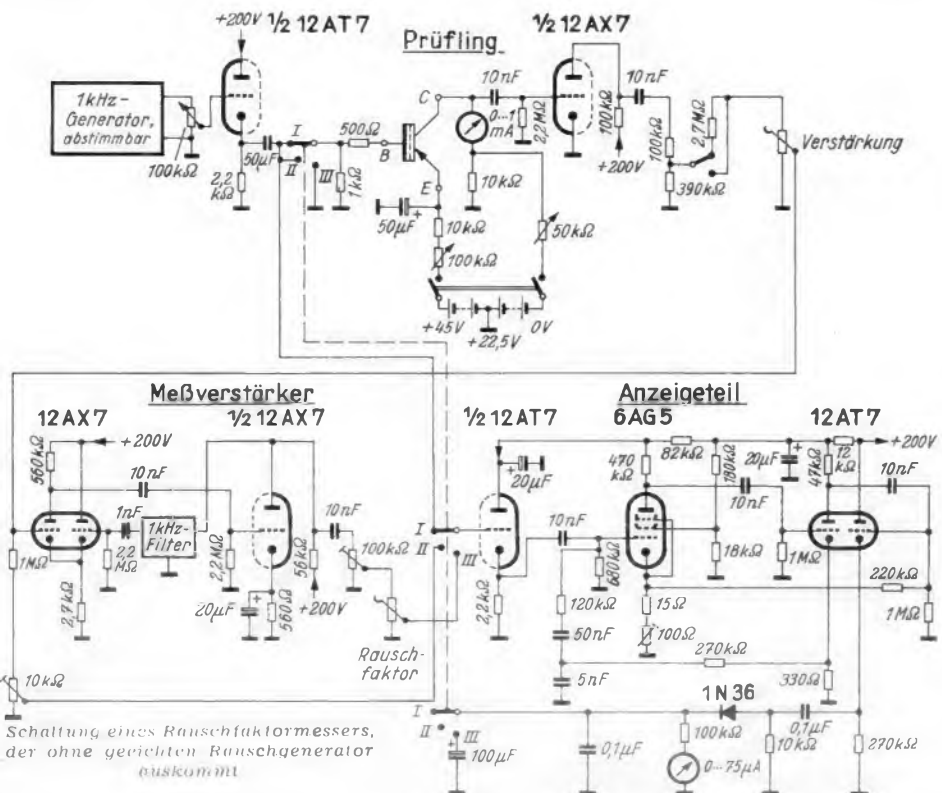 +200V
½ 12AT7
Prüfling
½ 12AX7
1kHz-
Generator,
abstimmbar
100kΩ
2,2
kΩ
50µF
+
I
II
III
1kΩ
500Ω
B
C
E
10nF
0...1
mA
2,2MΩ
100kΩ
+200V
10nF
100kΩ
2,7MΩ
390kΩ
Verstärkung
50µF
+
10kΩ
100kΩ
10kΩ
50kΩ
+45V
+22,5V
0V
Meßverstärker
12AX7
½ 12AX7
560kΩ
+200V
10nF
1nF
1kHz-
Filter
1MΩ
2,2
MΩ
2,7kΩ
2,2MΩ
20µF
+
560Ω
56kΩ
+200V
10nF
100kΩ
Rausch-
faktor
10kΩ
Anzeigeteil
½ 12AT7
6AG5
12AT7
I
II
III
+
20µF
2,2kΩ
10nF
470
kΩ
82kΩ
180kΩ
20µF
+
47kΩ
12
kΩ
+200V
10nF
10nF
680kΩ
120kΩ
50nF
5nF
15Ω
100Ω
18kΩ
1MΩ
220kΩ
1MΩ
270kΩ
330Ω
1N36
I
II
III
+
100µF
0,1µF
100kΩ
0...75µA
10kΩ
0,1µF
270kΩ
Schaltung eines Rauschfaktormessers,
der ohne geeichten Rauschgenerator
auskommt